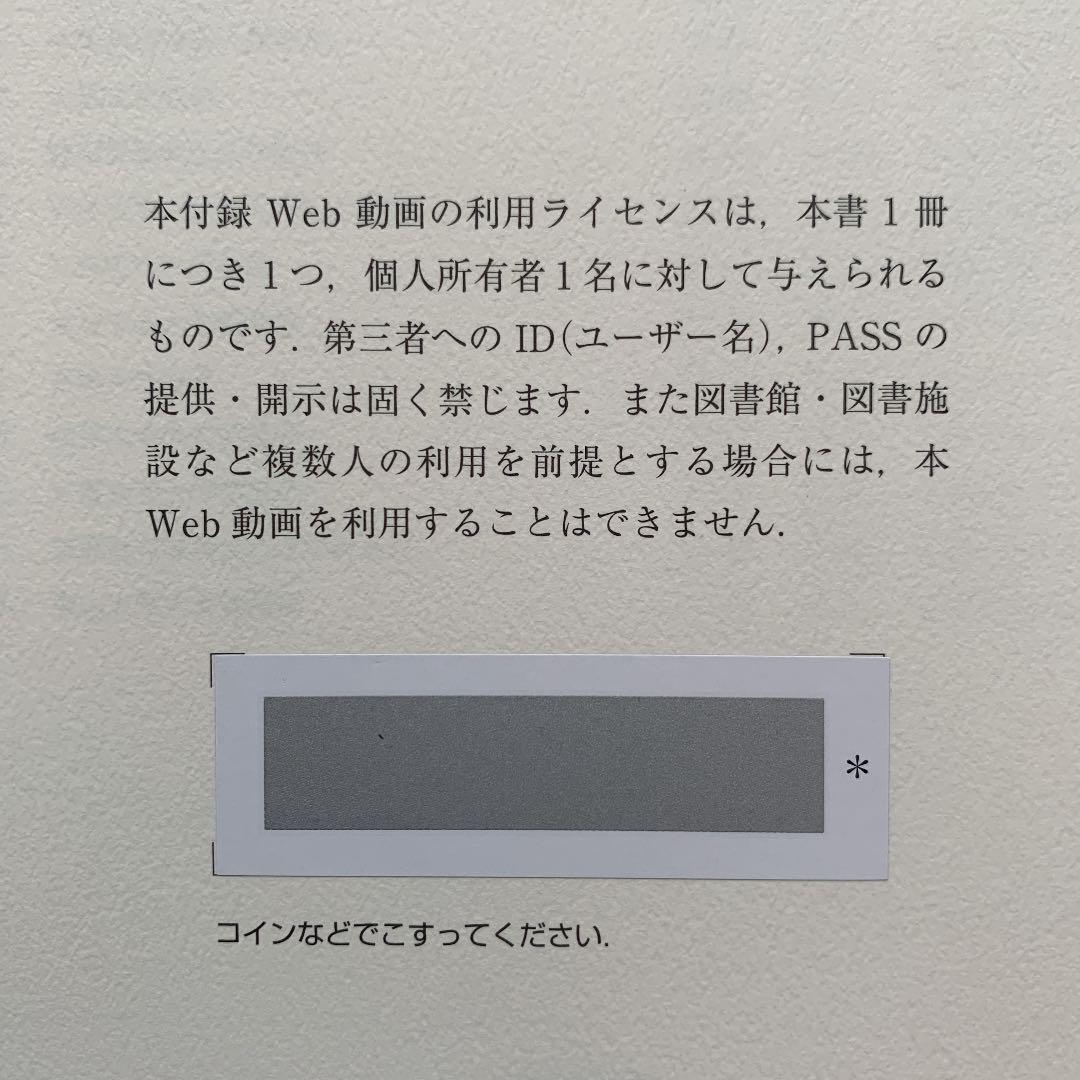 本付録 Web 動画の利用ライセンスは，本書 1 冊
につき 1 つ，個人所有者 1 名に対して与えられる
ものです．第三者への ID(ユーザー名)，PASS の
提供・開示は固く禁じます．また図書館・図書施
設など複数人の利用を前提とする場合には，本
Web 動画を利用することはできません．
＊
コインなどでこすってください．